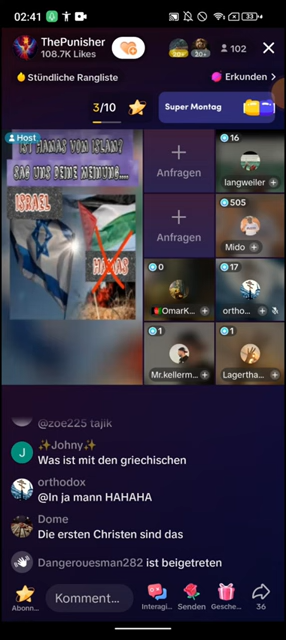 02:41
33
ThePunisher
108.7K Likes
20+
20+
102
Stündliche Rangliste
Erkunden >
3/10
Super Montag
Host
IST HAMAS VON ISLAM?
SAG UNS DEINE MEINUNG...
ISRAEL
HAMAS
Anfragen
16
langweiler
Anfragen
505
Mido
0
OmarK...
17
ortho...
1
Mr.kellerm...
1
Lagertha...
@zoe225 tajik
J
✨Johny✨
Was ist mit den griechischen
orthodox
@In ja mann HAHAHA
Dome
Die ersten Christen sind das
Dangerouesman282 ist beigetreten
Abonn...
Komment...
Interagi...
Senden
Gesche...
36